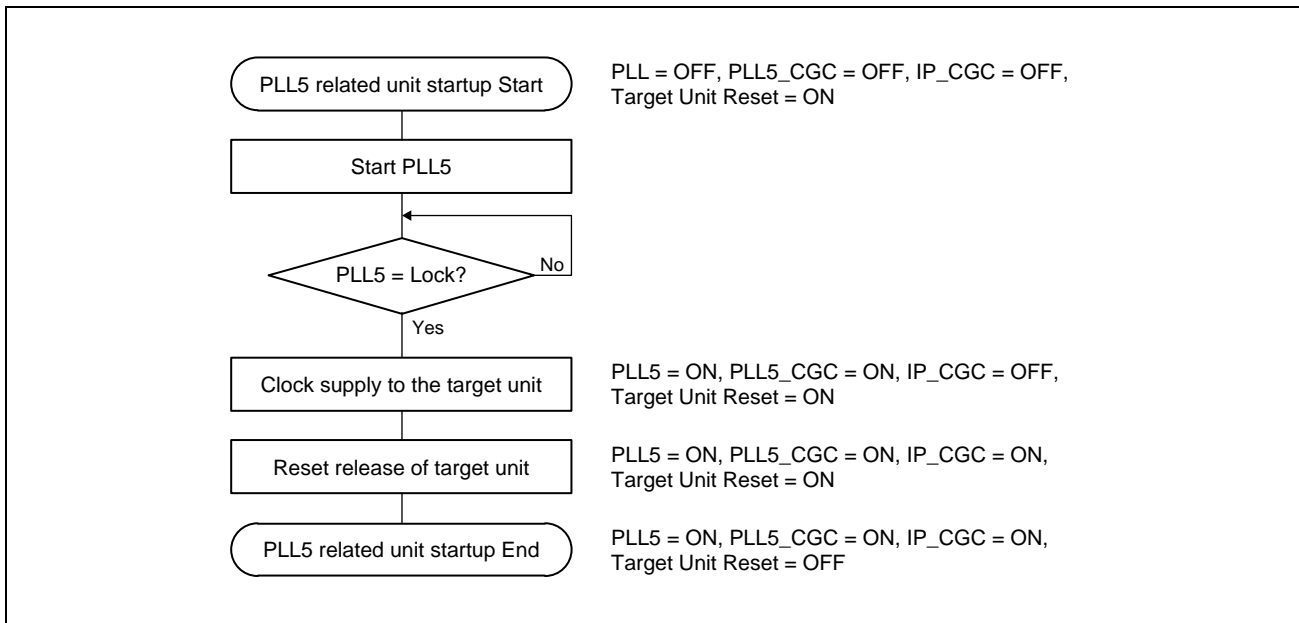 PLL5 related unit startup Start
PLL = OFF, PLL5_CGC = OFF, IP_CGC = OFF,
Target Unit Reset = ON
Start PLL5
PLL5 = Lock?
No
Yes
Clock supply to the target unit
PLL5 = ON, PLL5_CGC = ON, IP_CGC = OFF,
Target Unit Reset = ON
Reset release of target unit
PLL5 = ON, PLL5_CGC = ON, IP_CGC = ON,
Target Unit Reset = ON
PLL5 related unit startup End
PLL5 = ON, PLL5_CGC = ON, IP_CGC = ON,
Target Unit Reset = OFF